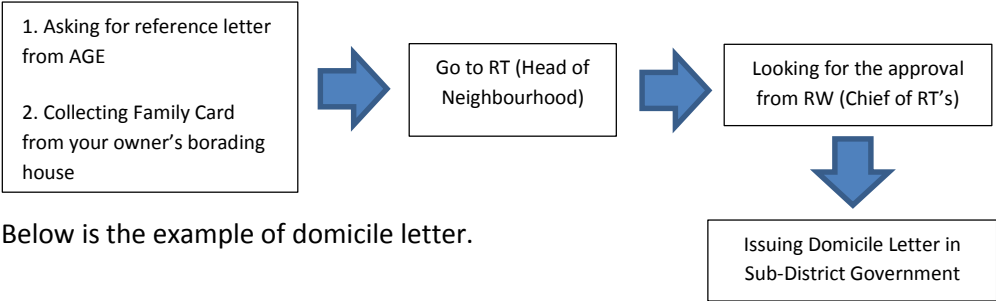 1. Asking for reference letter
from AGE
2. Collecting Family Card
from your owner's borading
house
Go to RT (Head of
Neighbourhood)
Looking for the approval
from RW (Chief of RT's)
Issuing Domicile Letter in
Sub-District Government
Below is the example of domicile letter.